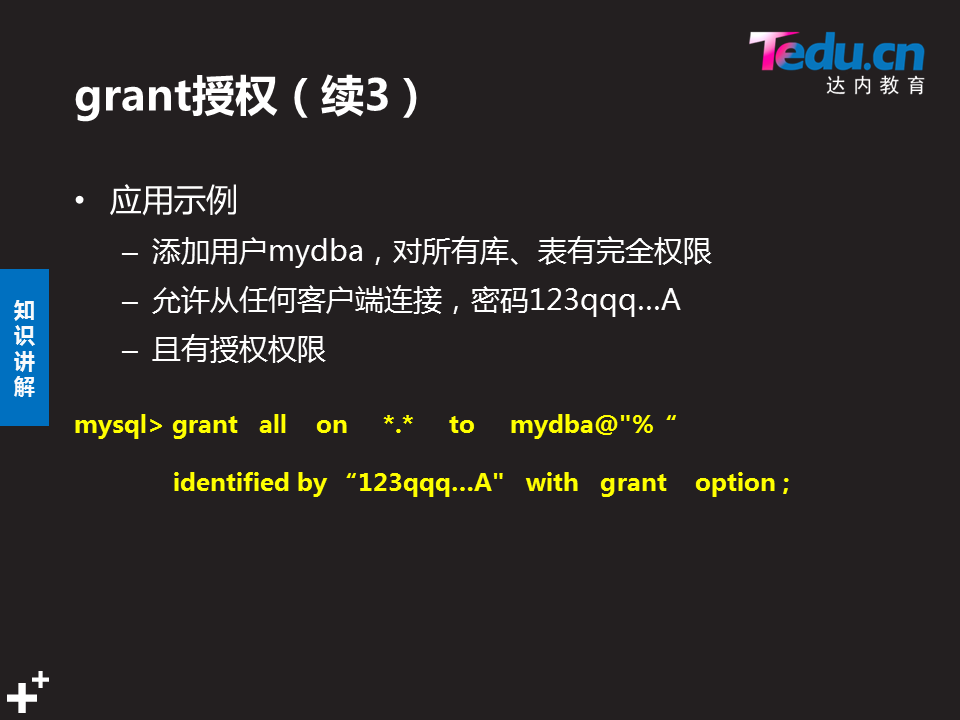 Tedu.cn
达内教育
grant授权（续3）
• 应用示例
– 添加用户mydba，对所有库、表有完全权限
– 允许从任何客户端连接，密码123qqq…A
– 且有授权权限
知识讲解
mysql> grant all on *.* to mydba@"%“
identified by “123qqq…A" with grant option ;